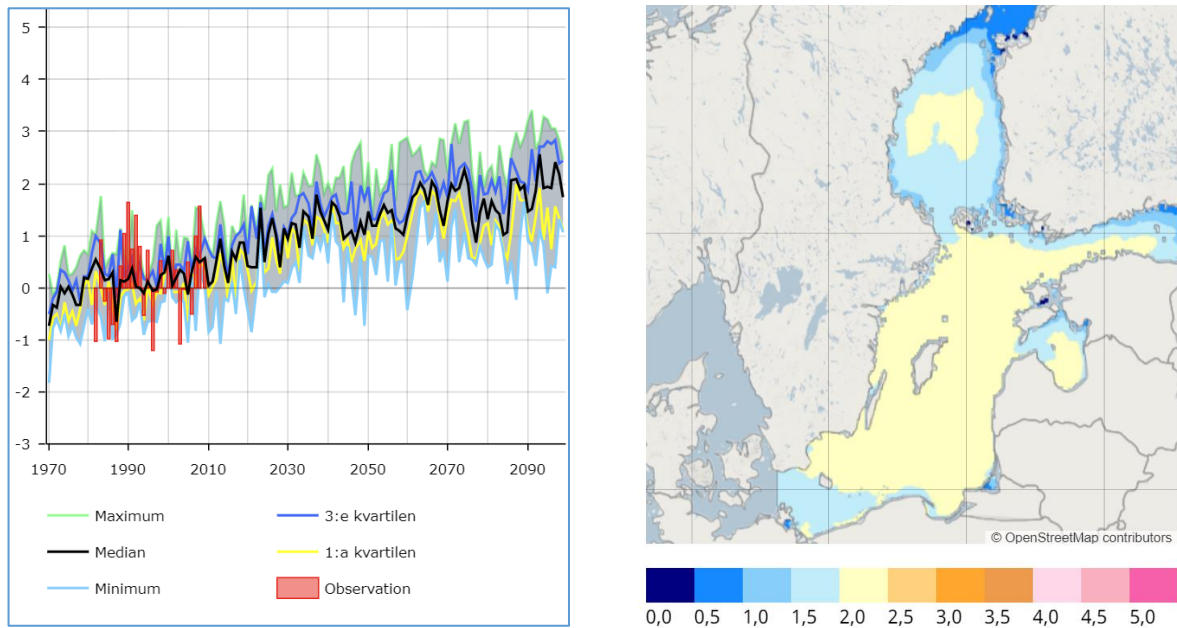 5
4
3
2
1
0
-1
-2
-3
1970 1990 2010 2030 2050 2070 2090
Maximum 3:e kvartilen
Median 1:a kvartilen
Minimum Observation
© OpenStreetMap contributors
0,0 0,5 1,0 1,5 2,0 2,5 3,0 3,5 4,0 4,5 5,0